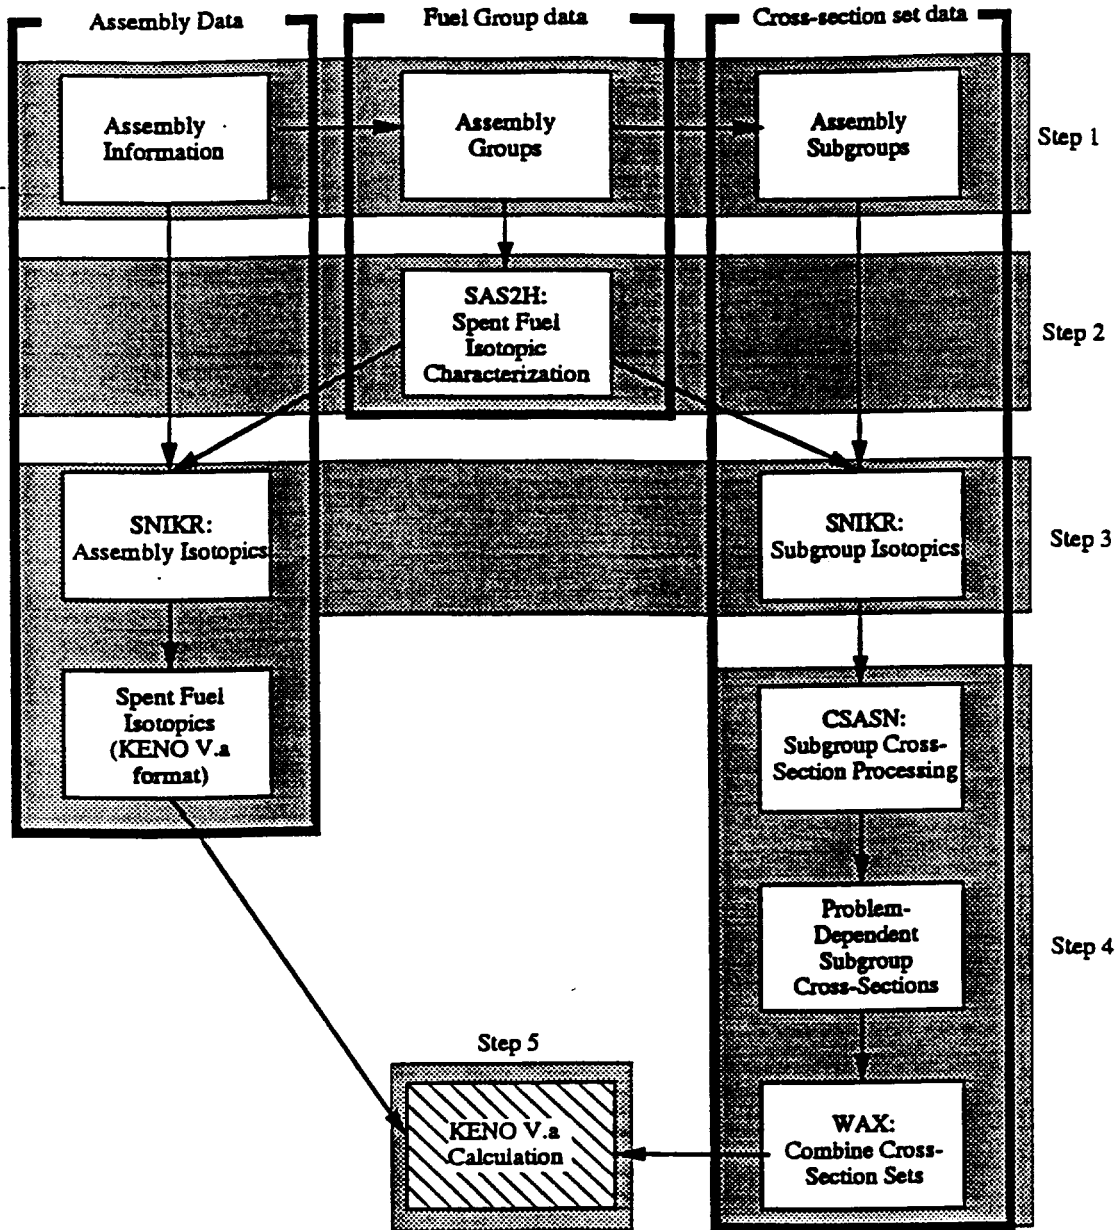 Assembly Data
Fuel Group data
Cross-section set data
Assembly
Information
Assembly
Groups
Assembly
Subgroups
Step 1
SAS2H:
Spent Fuel
Isotopic
Characterization
Step 2
SNIKR:
Assembly Isotopics
SNIKR:
Subgroup Isotopics
Step 3
Spent Fuel
Isotopics
(KENO V.a
format)
CSASN:
Subgroup Cross-
Section Processing
Problem-
Dependent
Subgroup
Cross-Sections
Step 4
Step 5
KENO V.a
Calculation
WAX:
Combine Cross-
Section Sets